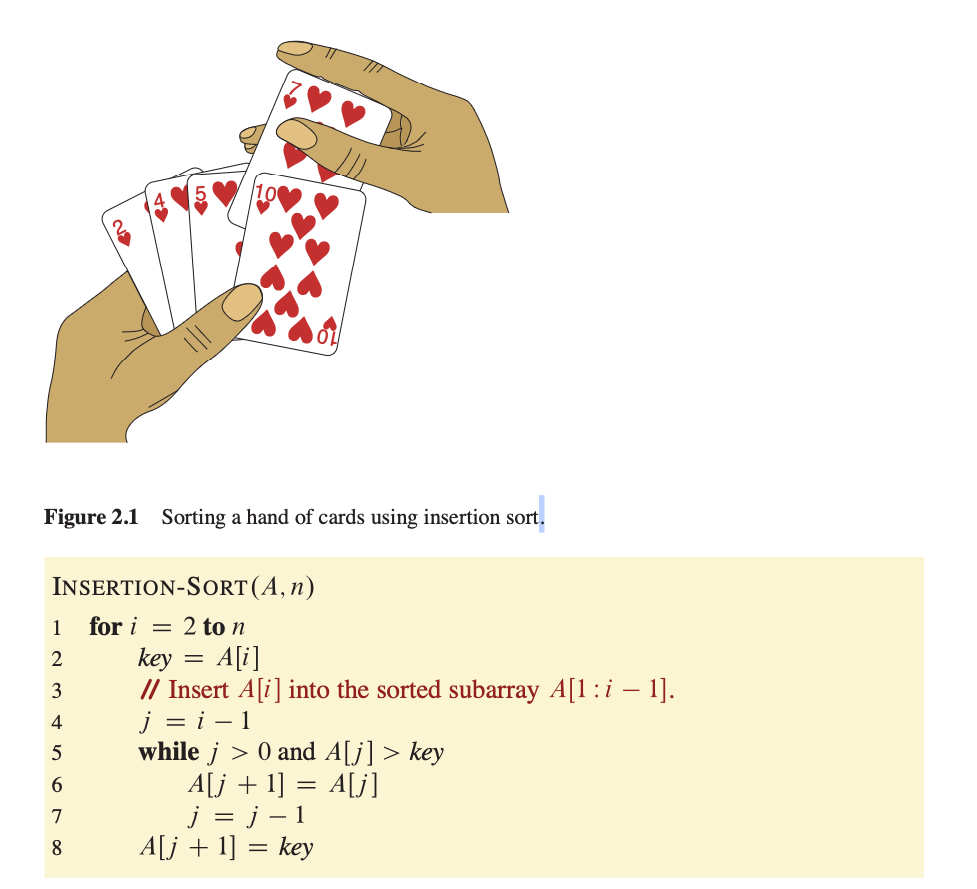 7
2
4
5
10
10
Figure 2.1 Sorting a hand of cards using insertion sort.
INSERTION-SORT(A, n)
1 for i = 2 to n
2 key = A[i]
3 // Insert A[i] into the sorted subarray A[1 : i − 1].
4 j = i − 1
5 while j > 0 and A[j] > key
6 A[j + 1] = A[j]
7 j = j − 1
8 A[j + 1] = key